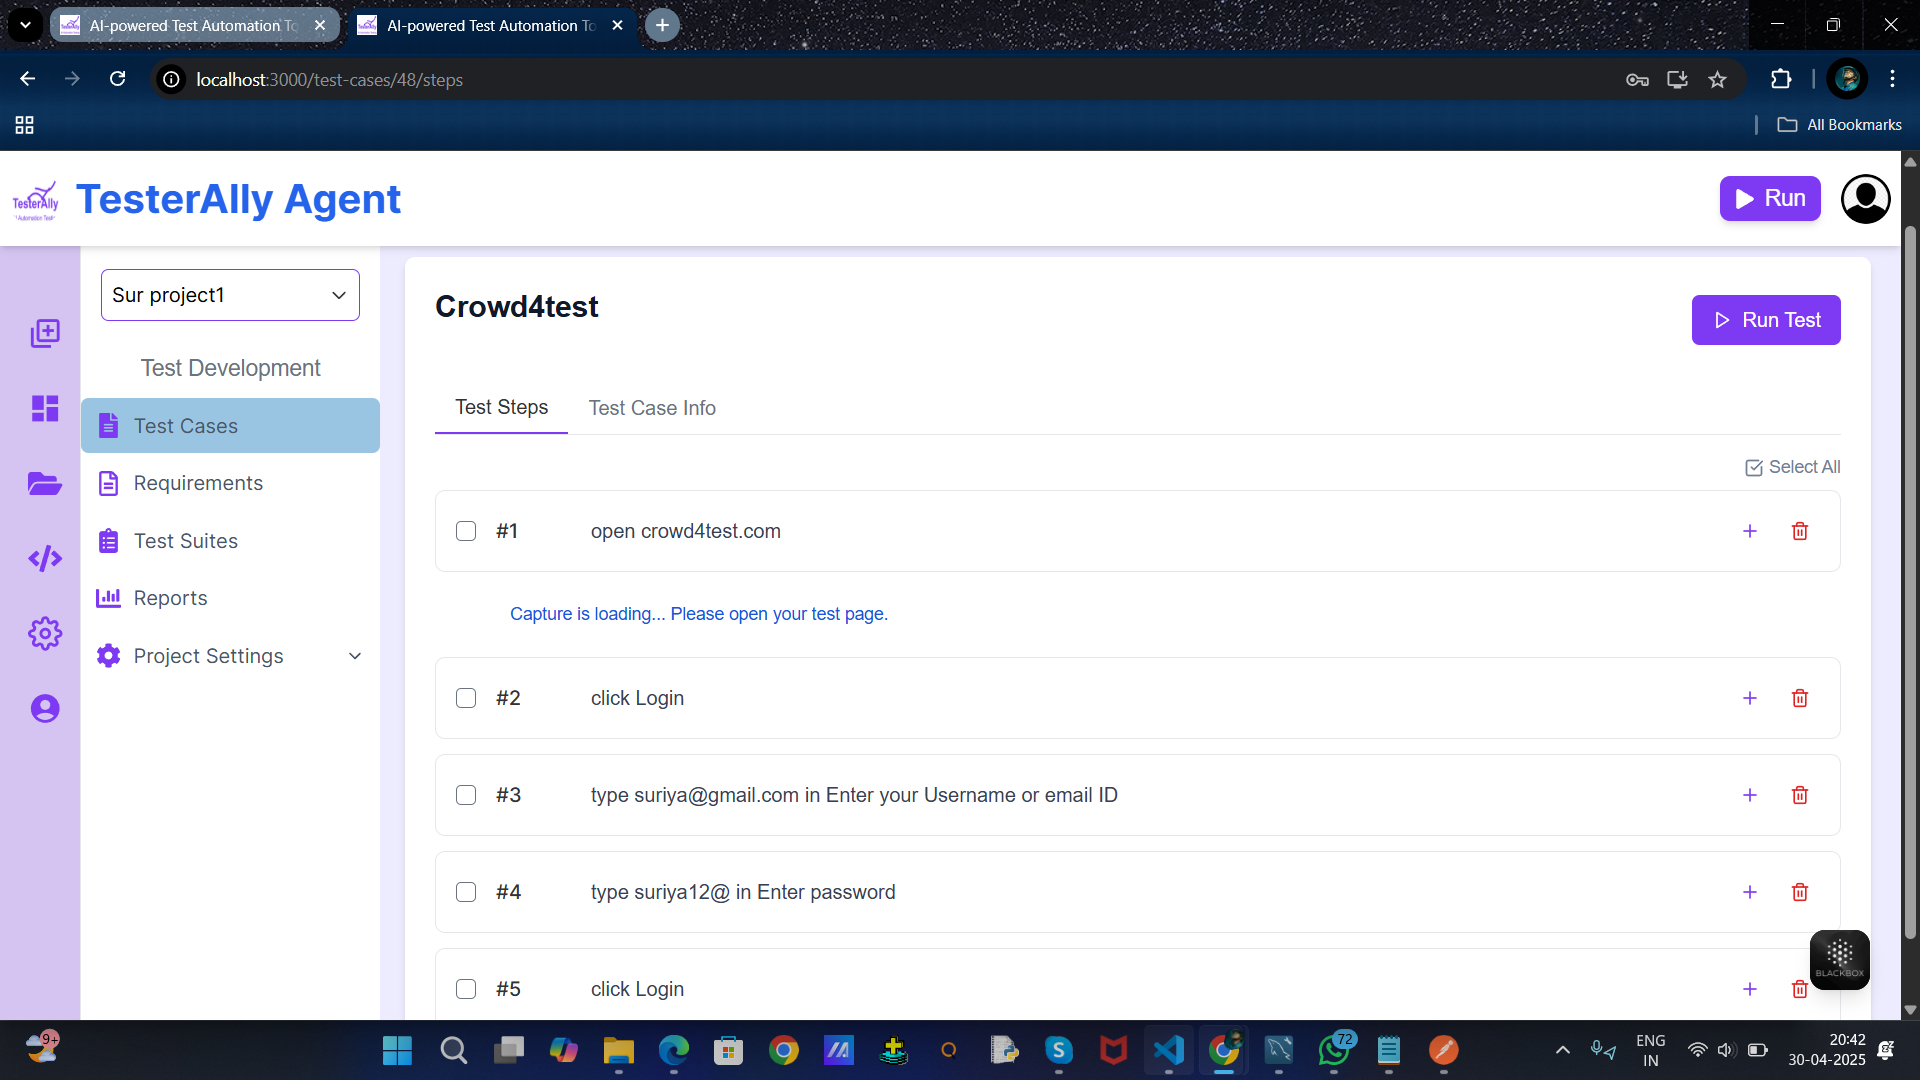 AI-powered Test Automation To
AI-powered Test Automation To
localhost:3000/test-cases/48/steps
All Bookmarks
TesterAlly
TesterAlly Agent
Run
Sur project1
Test Development
Test Cases
Requirements
Test Suites
Reports
Project Settings
Crowd4test
Run Test
Test Steps
Test Case Info
Select All
#1
open crowd4test.com
Capture is loading... Please open your test page.
#2
click Login
#3
type suriya@gmail.com in Enter your Username or email ID
#4
type suriya12@ in Enter password
#5
click Login
BLACKBOX
9+
72
ENG
IN
20:42
30-04-2025